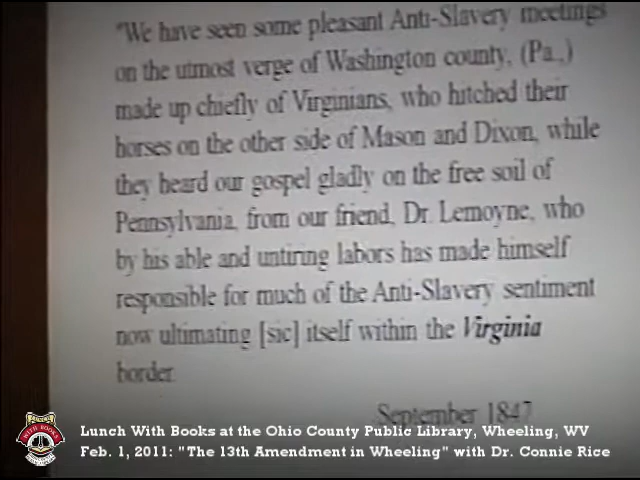 "We have seen some pleasant Anti-Slavery meetings
on the utmost verge of Washington county, (Pa.,)
made up chiefly of Virginians, who hitched their
horses on the other side of Mason and Dixon, while
they heard our gospel gladly on the free soil of
Pennsylvania, from our friend, Dr. Lemoyne, who
by his able and untiring labors has made himself
responsible for much of the Anti-Slavery sentiment
now ultimating [sic] itself within the Virginia
border.
September 1847
Lunch With Books at the Ohio County Public Library, Wheeling, WV
Feb. 1, 2011: "The 13th Amendment in Wheeling" with Dr. Connie Rice
LUNCH
WITH BOOKS